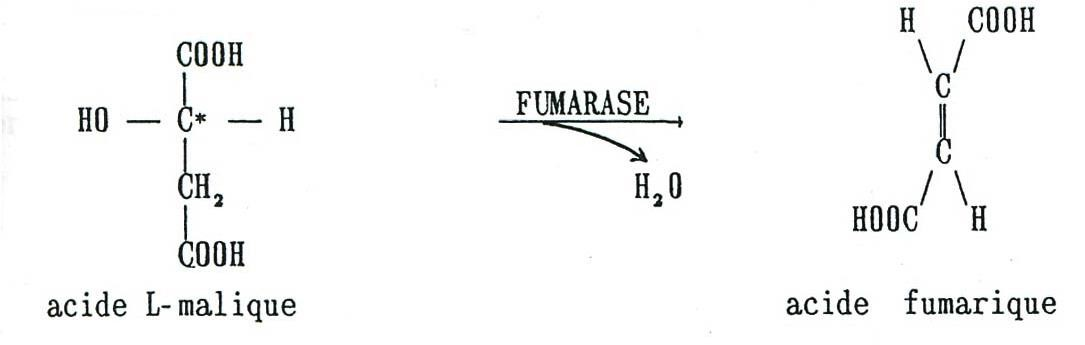 COOH
HO — C* — H
CH₂
COOH
acide L-malique
FUMARASE
H₂O
H COOH
C
C
HOOC H
acide fumarique